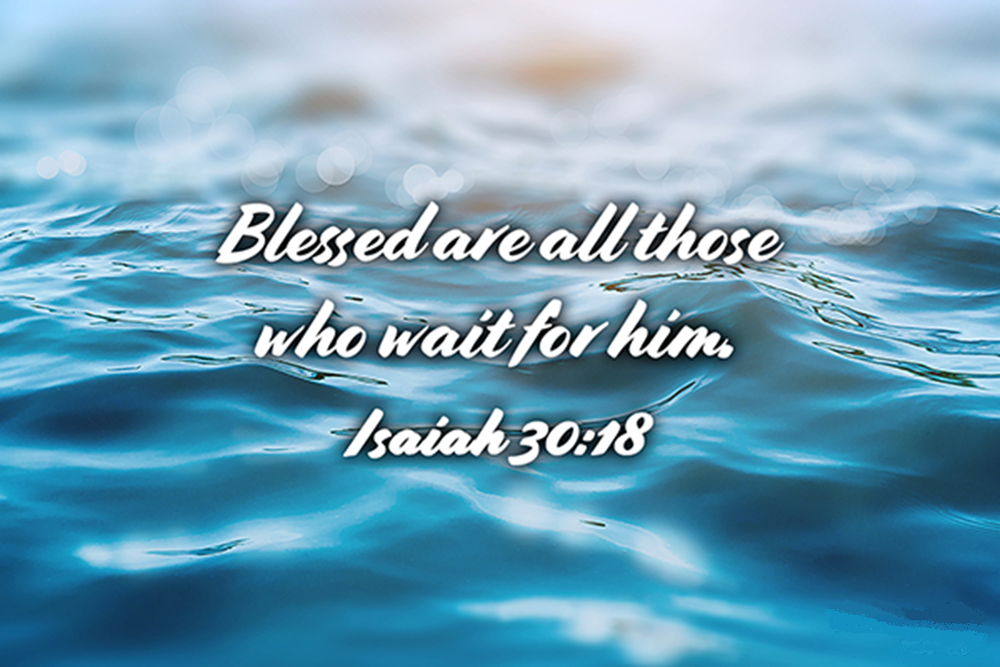 Blessed are all those
who wait for him.
Isaiah 30:18